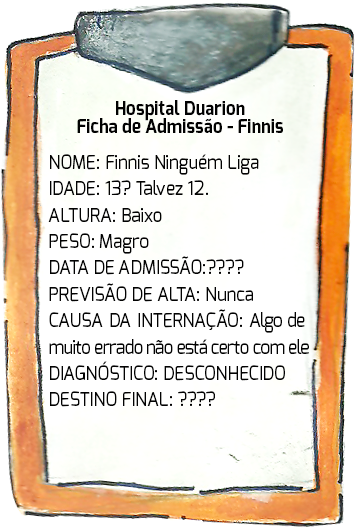 Hospital Duarion
Ficha de Admissão - Finnis
NOME: Finnis Ninguém Liga
IDADE: 13? Talvez 12.
ALTURA: Baixo
PESO: Magro
DATA DE ADMISSÃO:????
PREVISÃO DE ALTA: Nunca
CAUSA DA INTERNAÇÃO: Algo de
muito errado não está certo com ele
DIAGNÓSTICO: DESCONHECIDO
DESTINO FINAL: ????